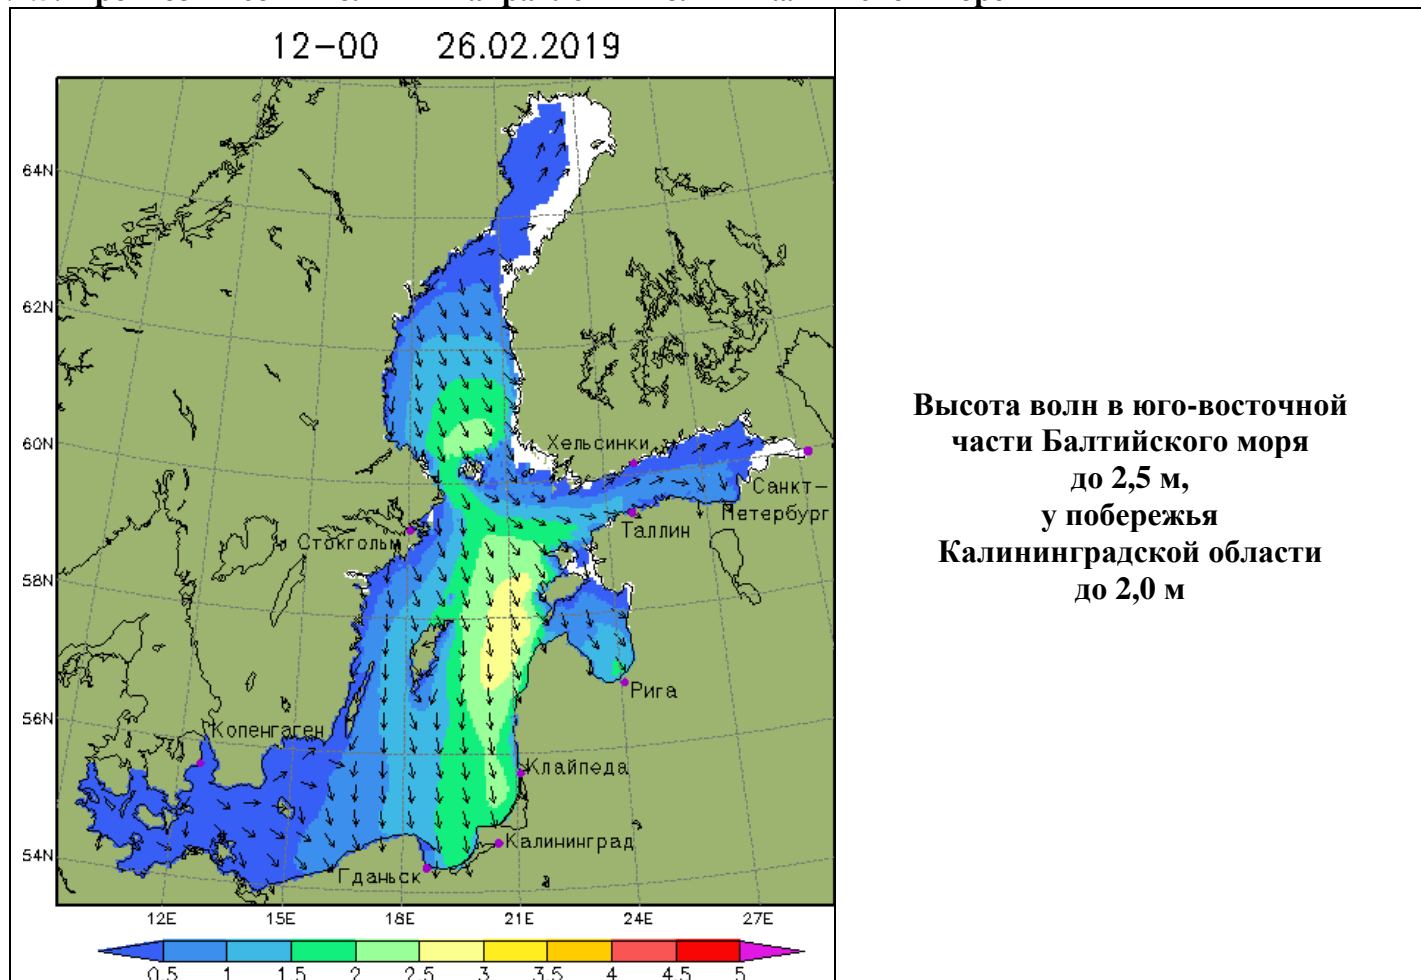 12-00 26.02.2019
64N
62N
Хельсинки
60N
Санкт-
Петербург
Таллин
Стокгольм
58N
Рига
56N
Копенгаген
Клайпеда
Калининград
54N
Гданьск
12E 15E 18E 21E 24E 27E
0.5 1 1.5 2 2.5 3 3.5 4 4.5 5
Высота волн в юго-восточной
части Балтийского моря
до 2,5 м,
у побережья
Калининградской области
до 2,0 м